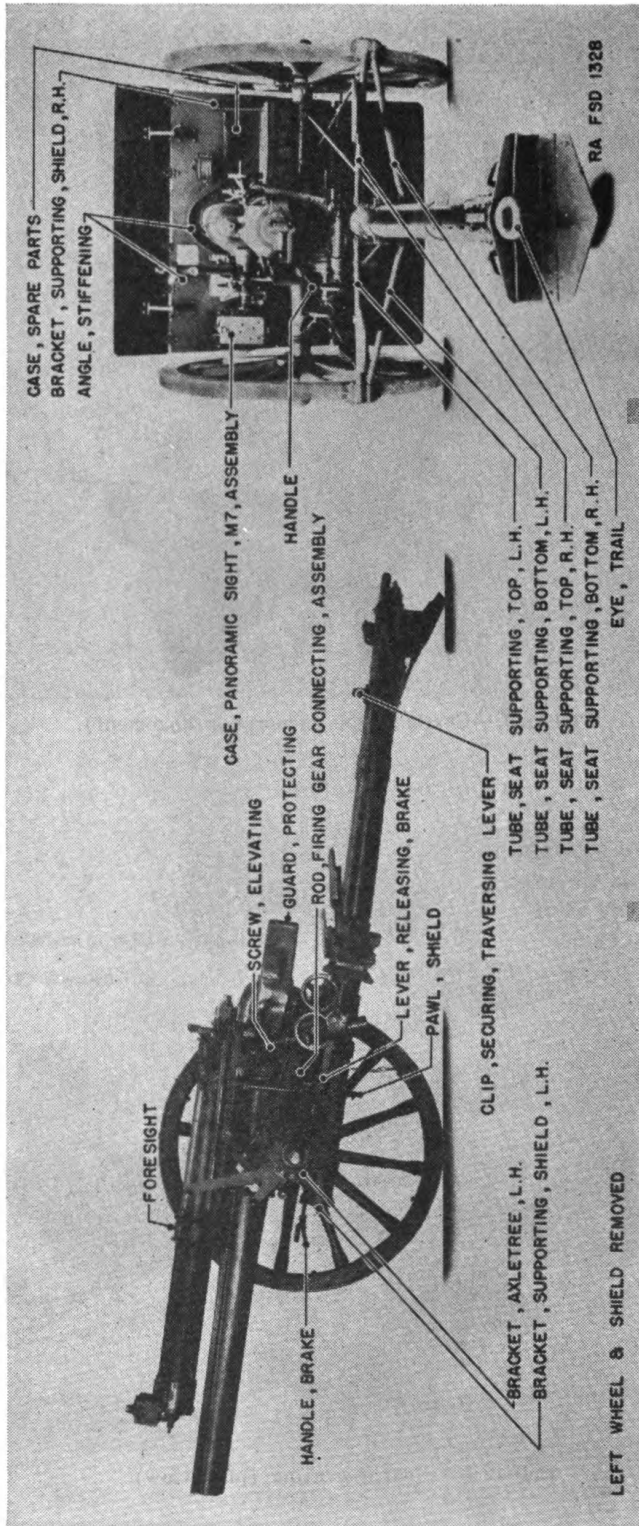 FORESIGHT
SCREW, ELEVATING
GUARD, PROTECTING
ROD, FIRING GEAR CONNECTING, ASSEMBLY
LEVER, RELEASING, BRAKE
PAWL, SHIELD
CLIP, SECURING, TRAVERSING LEVER
HANDLE, BRAKE
BRACKET, AXLETREE, L.H.
BRACKET, SUPPORTING, SHIELD, L.H.
LEFT WHEEL & SHIELD REMOVED
CASE, SPARE PARTS
BRACKET, SUPPORTING, SHIELD, R.H.
ANGLE, STIFFENING
CASE, PANORAMIC SIGHT, M7, ASSEMBLY
HANDLE
TUBE, SEAT SUPPORTING, TOP, L.H.
TUBE, SEAT SUPPORTING, BOTTOM, L.H.
TUBE, SEAT SUPPORTING, TOP, R.H.
TUBE, SEAT SUPPORTING, BOTTOM, R.H.
EYE, TRAIL
RA FSD 1328